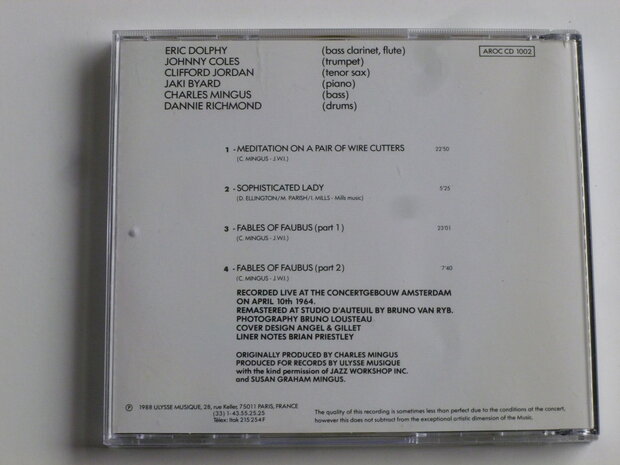 ERIC DOLPHY (bass clarinet, flute) AROC CD 1002
JOHNNY COLES (trumpet)
CLIFFORD JORDAN (tenor sax)
JAKI BYARD (piano)
CHARLES MINGUS (bass)
DANNIE RICHMOND (drums)
1 - MEDITATION ON A PAIR OF WIRE CUTTERS 22'50
(C. MINGUS - J.W.I.)
2 - SOPHISTICATED LADY 5'25
(D. ELLINGTON/M. PARISH/I. MILLS - Mills music)
3 - FABLES OF FAUBUS (part 1) 23'01
(C. MINGUS - J.W.I.)
4 - FABLES OF FAUBUS (part 2) 7'40
(C. MINGUS - J.W.I.)
RECORDED LIVE AT THE CONCERTGEBOUW AMSTERDAM
ON APRIL 10th 1964.
REMASTERED AT STUDIO D'AUTEUIL BY BRUNO VAN RYB.
PHOTOGRAPHY BRUNO LOUSTEAU
COVER DESIGN ANGEL & GILLET
LINER NOTES BRIAN PRIESTLEY
ORIGINALLY PRODUCED BY CHARLES MINGUS
PRODUCED FOR RECORDS BY ULYSSE MUSIQUE
with the kind permission of JAZZ WORKSHOP INC.
and SUSAN GRAHAM MINGUS.
℗ 1988 ULYSSE MUSIQUE, 28, rue Keller, 75011 PARIS, FRANCE
(33) 1-43.55.25.25
Télex: Itak 215 254 F
The quality of this recording is sometimes less than perfect due to the conditions at the concert,
however this does not subtract from the exceptional artistic dimension of the Music.